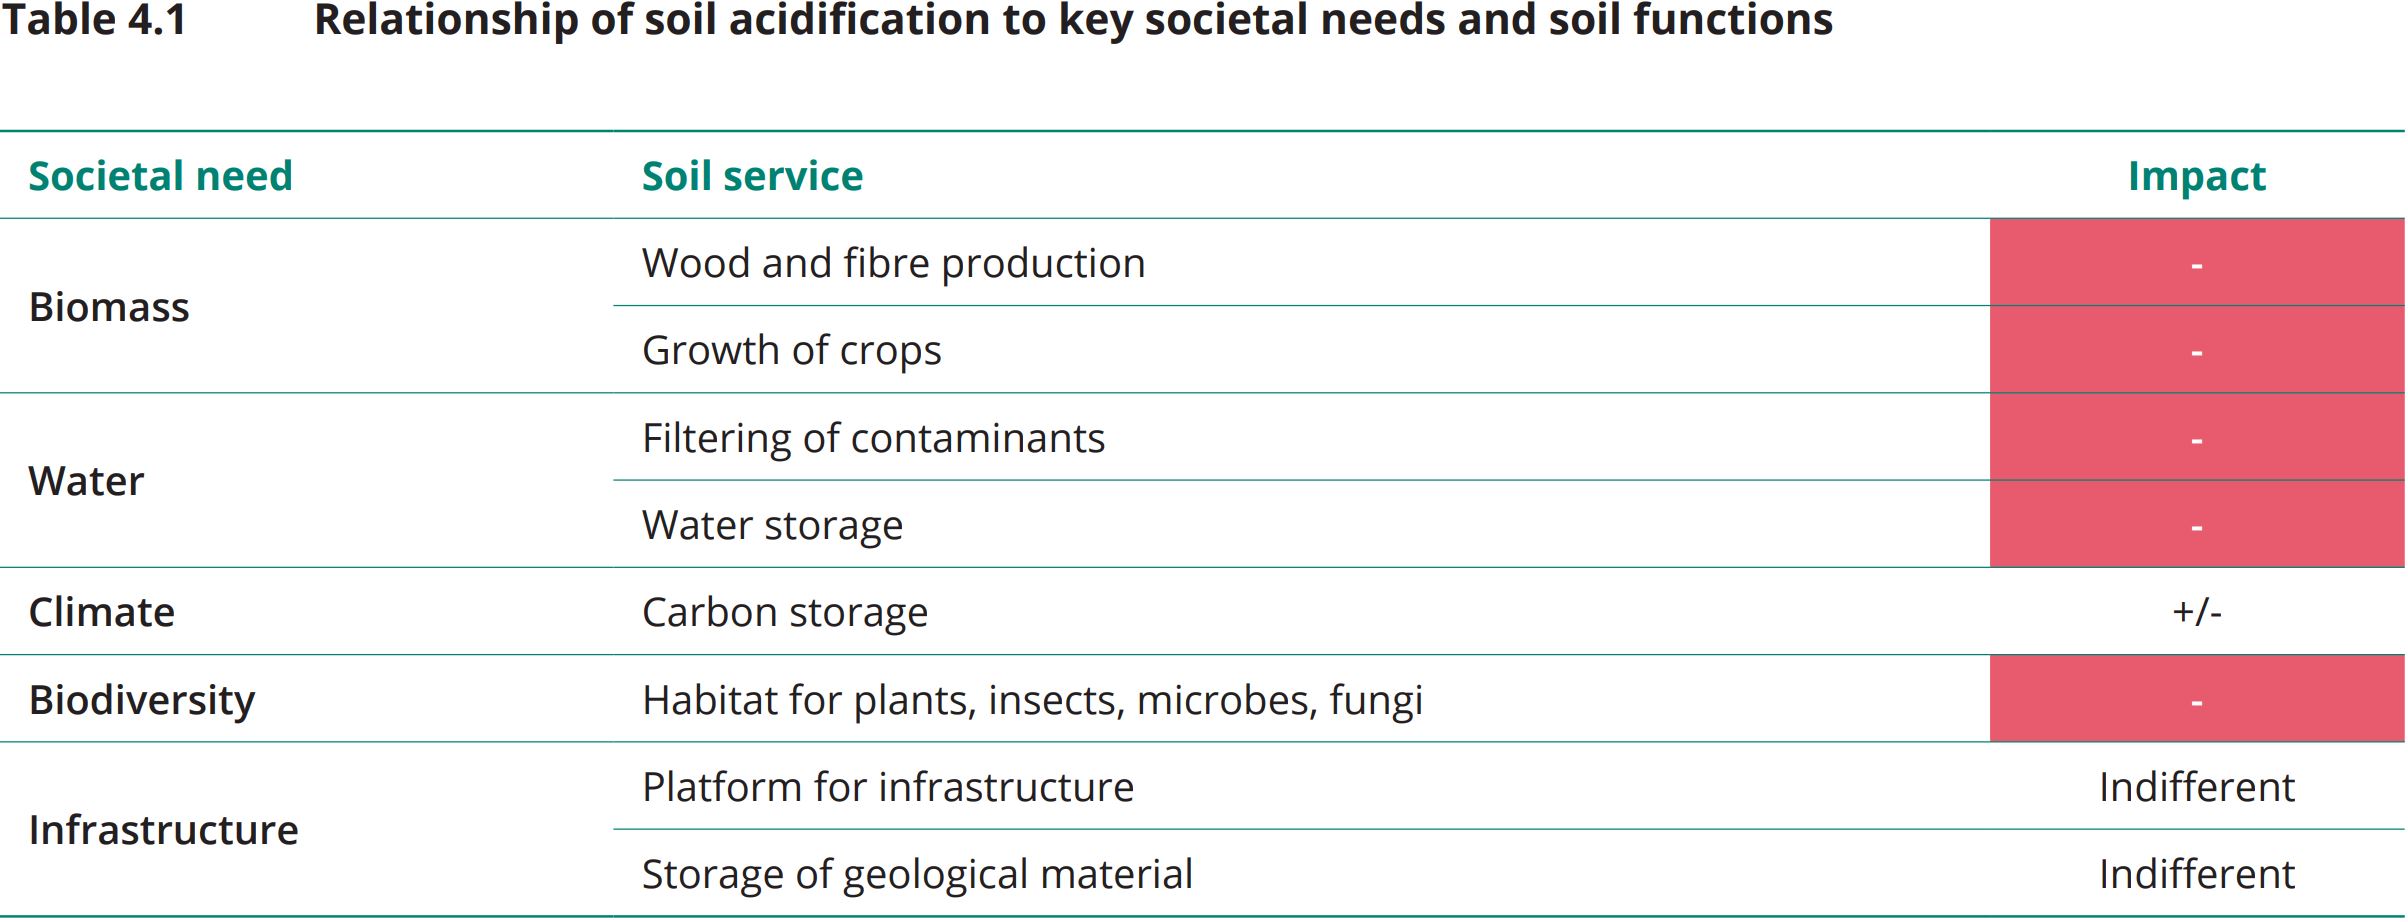 Table 4.1 Relationship of soil acidification to key societal needs and soil functions
Societal need Soil service Impact
Biomass
Wood and fibre production -
Growth of crops -
Water
Filtering of contaminants -
Water storage -
Climate Carbon storage +/-
Biodiversity Habitat for plants, insects, microbes, fungi -
Infrastructure
Platform for infrastructure Indifferent
Storage of geological material Indifferent